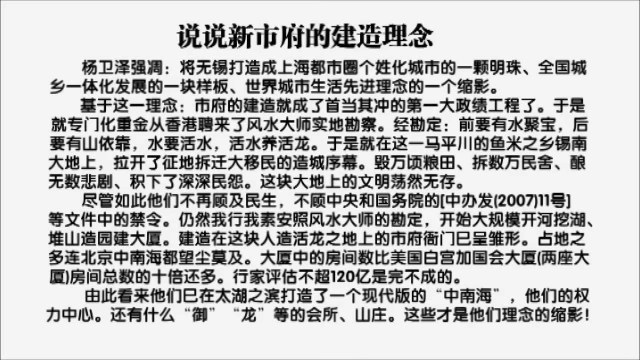 说说新市府的建造理念
杨卫泽强凋：将无锡打造成上海都市圈个姓化城市的一颗明珠、全国城
乡一体化发展的一块样板、世界城市生活先进理念的一个缩影。
基于这一理念：市府的建造就成了首当其冲的第一大政绩工程了。于是
就专门化重金从香港聘来了风水大师实地勘察。经勘定：前要有水聚宝，后
要有山依靠，水要活水，活水养活龙。于是就在这一马平川的鱼米之乡锡南
大地上，拉开了征地拆迁大移民的造城序幕。毁万顷粮田、拆数万民舍、酿
无数悲剧、积下了深深民怨。这块大地上的文明荡然无存。
尽管如此他们不再顾及民生，不顾中央和国务院的[中办发(2007)11号]
等文件中的禁令。仍然我行我素安照风水大师的勘定，开始大规模开河挖湖、
堆山造园建大厦。建造在这块人造活龙之地上的市府衙门巳呈雏形。占地之
多连北京中南海都望尘莫及。大厦中的房间数比美国白宫加国会大厦(两座大
厦)房间总数的十倍还多。行家评估不超120亿是完不成的。
由此看来他们巳在太湖之滨打造了一个现代版的“中南海”，他们的权
力中心。还有什么“御”“龙”等的会所、山庄。这些才是他们理念的缩影！